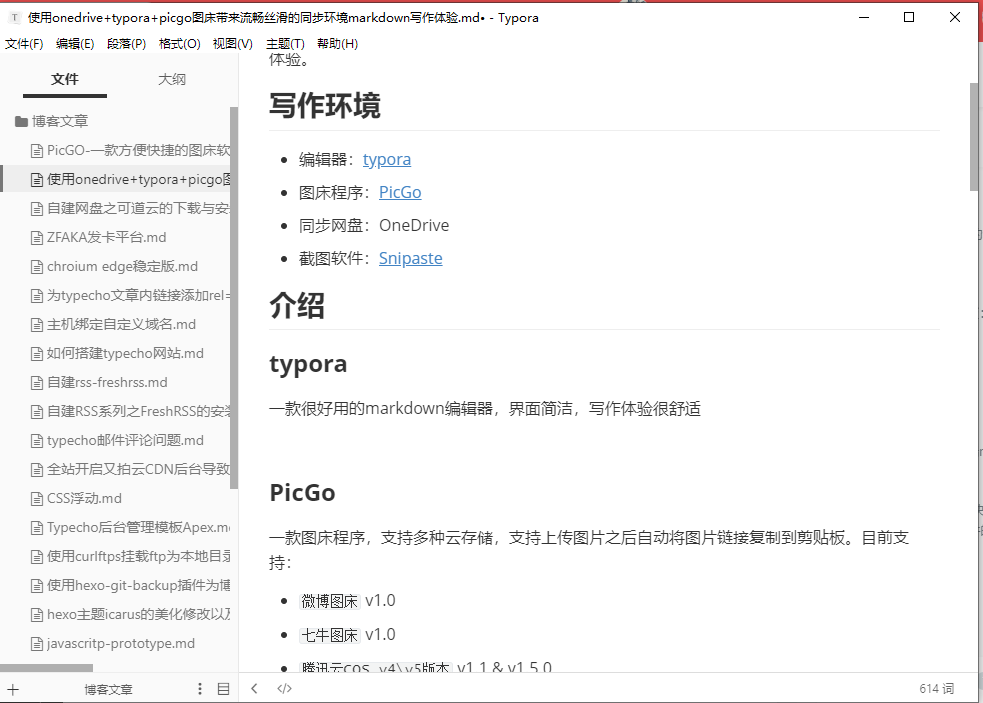 使用onedrive+typora+picgo图床带来流畅丝滑的同步环境markdown写作体验.md• - Typora
文件(F) 编辑(E) 段落(P) 格式(O) 视图(V) 主题(T) 帮助(H)
文件 大纲
博客文章
PicGO-一款方便快捷的图床软
使用onedrive+typora+picgo图
自建网盘之可道云的下载与安
ZFAKA发卡平台.md
chroium edge稳定版.md
为typecho文章内链接添加rel=
主机绑定自定义域名.md
如何搭建typecho网站.md
自建rss-freshrss.md
自建RSS系列之FreshRSS的安装
typecho邮件评论问题.md
全站开启又拍云CDN后台导致
CSS浮动.md
Typecho后台管理模板Apex.m
使用curlftps挂载ftp为本地目录
使用hexo-git-backup插件为博
hexo主题icarus的美化修改以及
javascritp-prototype.md
博客文章
体验。
写作环境
编辑器：typora
图床程序：PicGo
同步网盘：OneDrive
截图软件：Snipaste
介绍
typora
一款很好用的markdown编辑器，界面简洁，写作体验很舒适
PicGo
一款图床程序，支持多种云存储，支持上传图片之后自动将图片链接复制到剪贴板。目前支
持：
微博图床 v1.0
七牛图床 v1.0
腾讯云cos v4\v5版本 v1.1 & v1.5.0
614 词